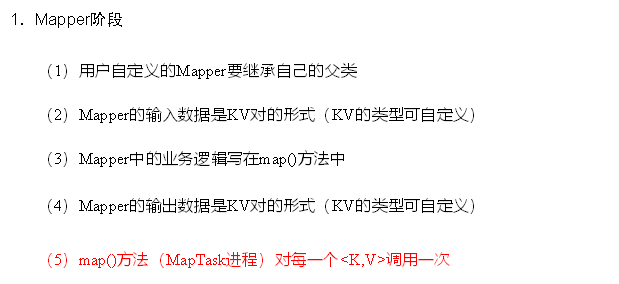 1. Mapper阶段
（1）用户自定义的Mapper要继承自己的父类
（2）Mapper的输入数据是KV对的形式（KV的类型可自定义）
（3）Mapper中的业务逻辑写在map()方法中
（4）Mapper的输出数据是KV对的形式（KV的类型可自定义）
（5）map()方法（MapTask进程）对每一个<K,V>调用一次